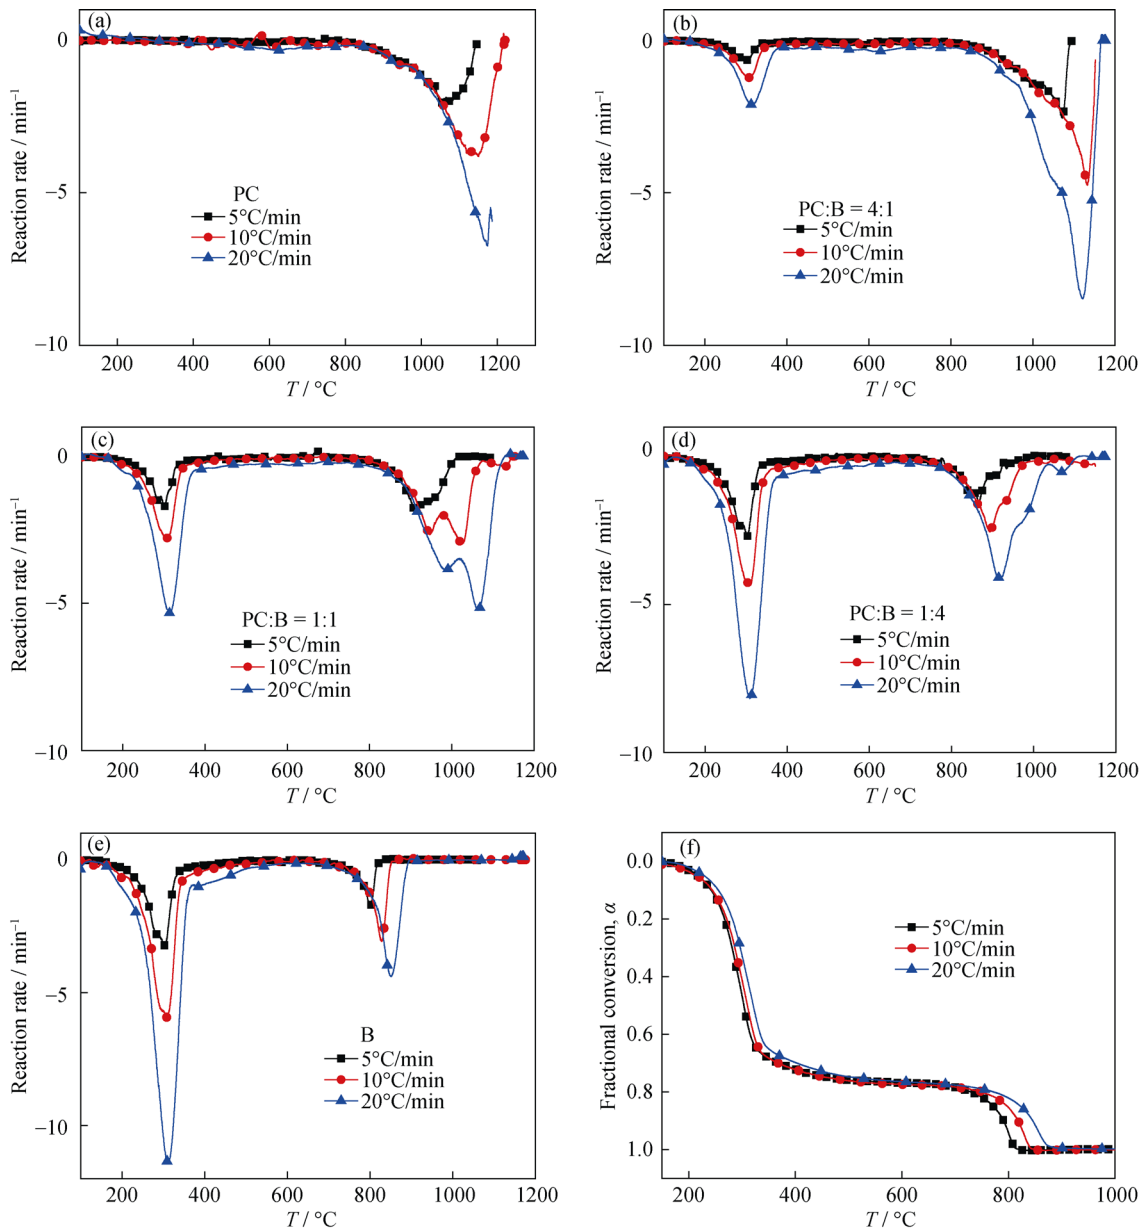 (a)
0
−5
−10
Reaction rate / min⁻¹
PC
5°C/min
10°C/min
20°C/min
200 400 600 800 1000 1200
T / °C
(b)
0
−5
−10
Reaction rate / min⁻¹
PC:B = 4:1
5°C/min
10°C/min
20°C/min
200 400 600 800 1000 1200
T / °C
(c)
0
−5
−10
Reaction rate / min⁻¹
PC:B = 1:1
5°C/min
10°C/min
20°C/min
200 400 600 800 1000 1200
T / °C
(d)
0
−5
−10
Reaction rate / min⁻¹
PC:B = 1:4
5°C/min
10°C/min
20°C/min
200 400 600 800 1000 1200
T / °C
(e)
0
−5
−10
Reaction rate / min⁻¹
B
5°C/min
10°C/min
20°C/min
200 400 600 800 1000 1200
T / °C
(f)
0.0
0.2
0.4
0.6
0.8
1.0
Fractional conversion, α
5°C/min
10°C/min
20°C/min
200 400 600 800 1000
T / °C